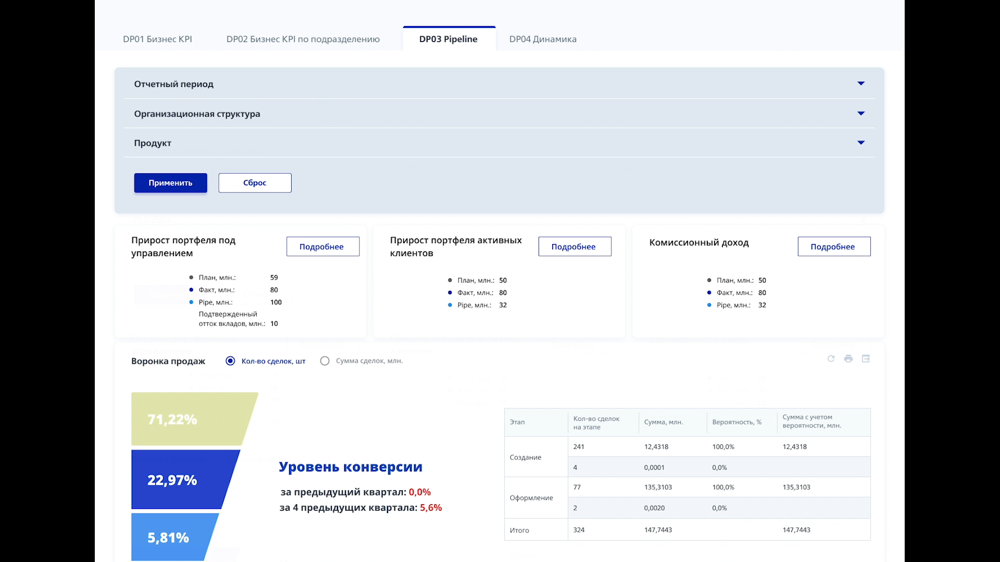 DP01 Бизнес KPI
DP02 Бизнес KPI по подразделению
DP03 Pipeline
DP04 Динамика
Отчетный период
Организационная структура
Продукт
Применить
Сброс
Прирост портфеля под
управлением
Подробнее
План, млн.: 59
Факт, млн.: 80
Pipe, млн.: 100
Подтвержденный
отток вкладов, млн.: 10
Прирост портфеля активных
клиентов
Подробнее
План, млн.: 50
Факт, млн.: 80
Pipe, млн.: 32
Комиссионный доход
Подробнее
План, млн.: 50
Факт, млн.: 80
Pipe, млн.: 32
Воронка продаж
Кол-во сделок, шт
Сумма сделок, млн.
71,22%
22,97%
5,81%
Уровень конверсии
за предыдущий квартал: 0,0%
за 4 предыдущих квартала: 5,6%
Этап
Кол-во сделок
на этапе
Сумма, млн.
Вероятность, %
Сумма с учетом
вероятности, млн.
Создание
241 12,4318 100,0% 12,4318
4 0,0001 0,0%
Оформление
77 135,3103 100,0% 135,3103
2 0,0020 0,0%
Итого 324 147,7443 147,7443